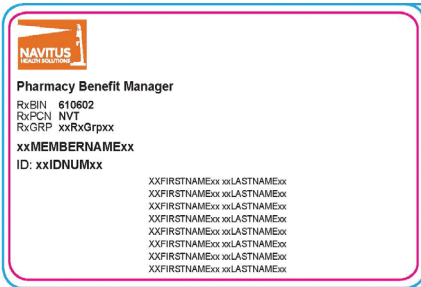 NAVITUS
HEALTH SOLUTIONS
Pharmacy Benefit Manager
RxBIN 610602
RxPCN NVT
RxGRP xxRxGrpxx
xxMEMBERNAMExx
ID: xxIDNUMxx
XXFIRSTNAMExx xxLASTNAMExx
XXFIRSTNAMExx xxLASTNAMExx
XXFIRSTNAMExx xxLASTNAMExx
XXFIRSTNAMExx xxLASTNAMExx
XXFIRSTNAMExx xxLASTNAMExx
XXFIRSTNAMExx xxLASTNAMExx
XXFIRSTNAMExx xxLASTNAMExx
XXFIRSTNAMExx xxLASTNAMExx